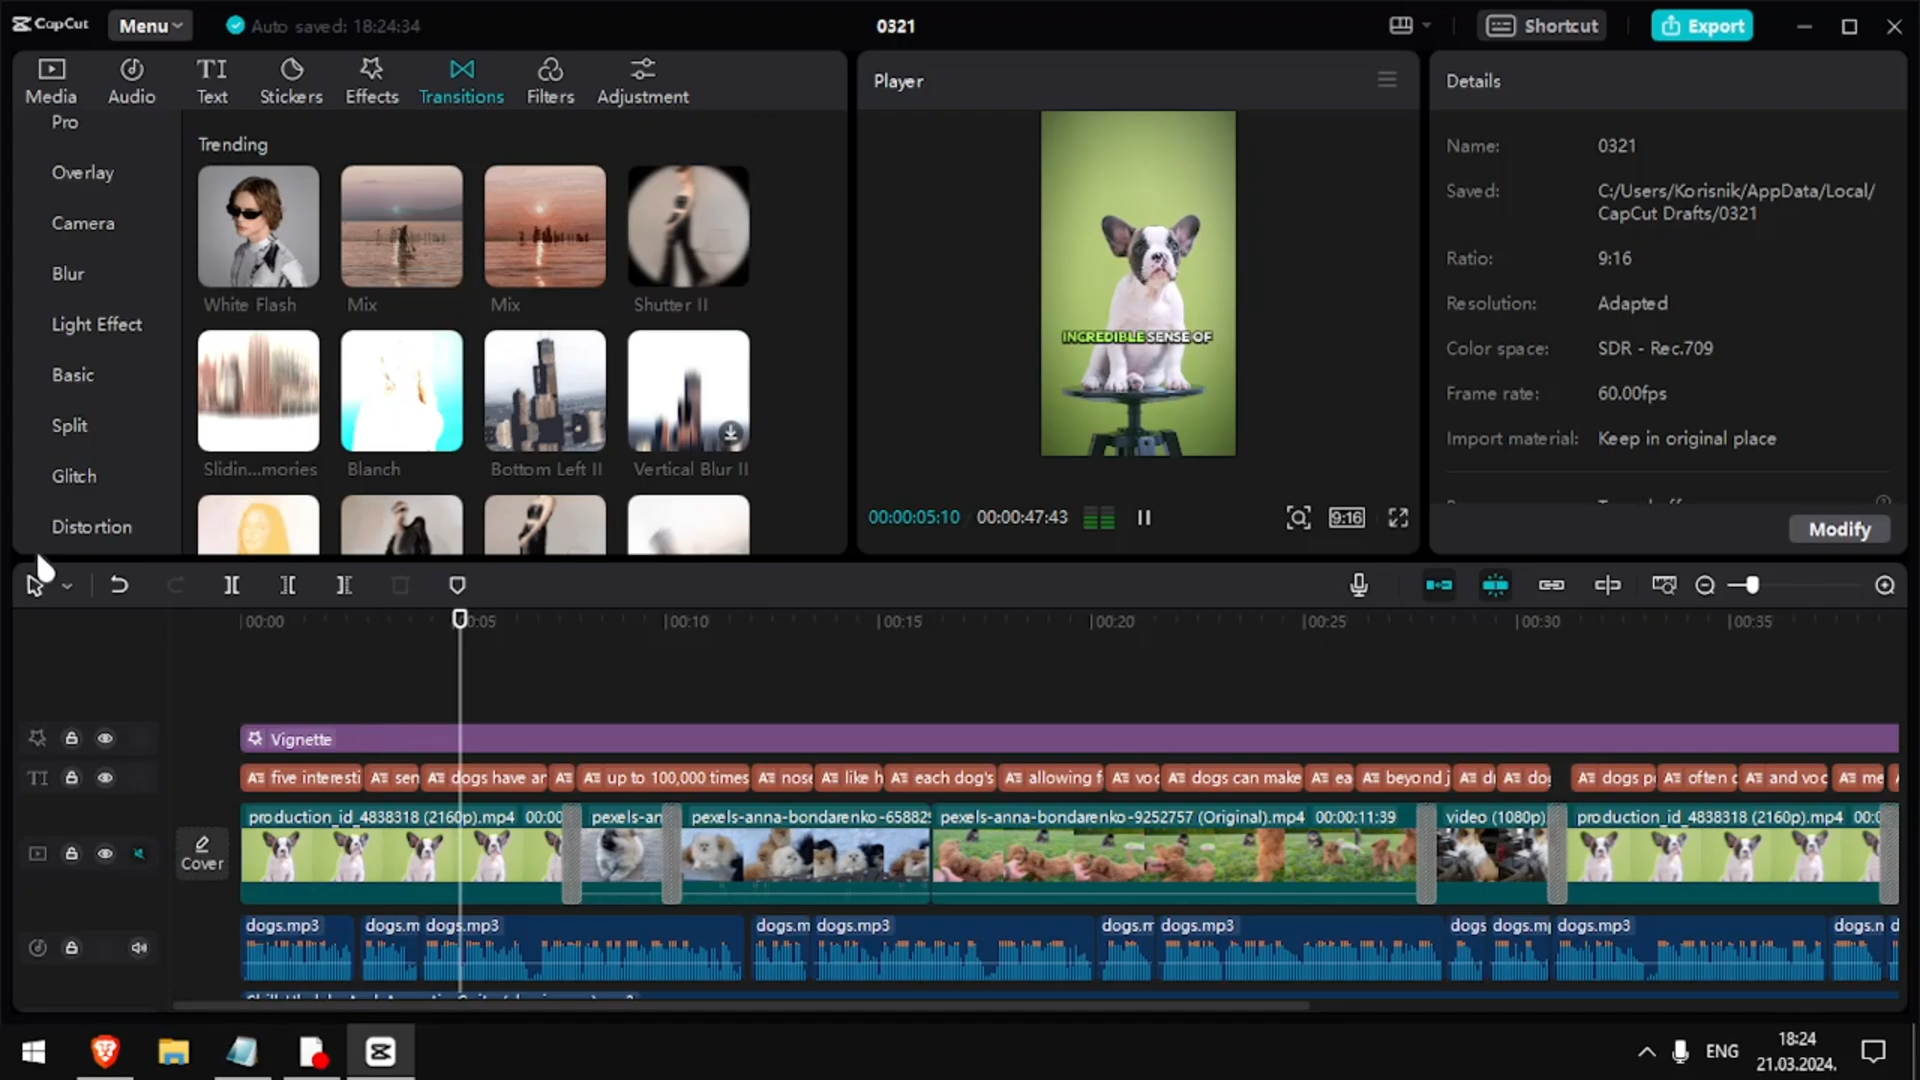 CapCut
Menu
Auto saved: 18:24:34
0321
Shortcut
Export
Media
Audio
TI
Text
Stickers
Effects
Transitions
Filters
Adjustment
Player
Details
Pro
Overlay
Camera
Blur
Light Effect
Basic
Split
Glitch
Distortion
Trending
White Flash
Mix
Mix
Shutter II
Slidin...mories
Blanch
Bottom Left II
Vertical Blur II
INCREDIBLE SENSE OF
00:00:05:10
00:00:47:43
9:16
Name:
0321
Saved:
C:/Users/Korisnik/AppData/Local/
CapCut Drafts/0321
Ratio:
9:16
Resolution:
Adapted
Color space:
SDR - Rec.709
Frame rate:
60.00fps
Import material:
Keep in original place
Modify
00:00
00:05
00:10
00:15
00:20
00:25
00:30
00:35
Vignette
TI
five interesti
sen
dogs have an
up to 100,000 times
nose
like h
each dog's
allowing f
voc
dogs can make
ea
beyond j
d
do
dogs p
often c
and voc
me
production_id_4838318 (2160p).mp4 00:00
pexels-an
pexels-anna-bondarenko-65882
pexels-anna-bondarenko-9252757 (Original).mp4 00:00:11:39
video (1080p)
production_id_4838318 (2160p).mp4 00:0
Cover
dogs.mp3
dogs.m
dogs.mp3
dogs.m
dogs.mp3
dogs.m
dogs.mp3
dogs
dogs.m
dogs.mp3
dogs.m
d
ENG
18:24
21.03.2024.